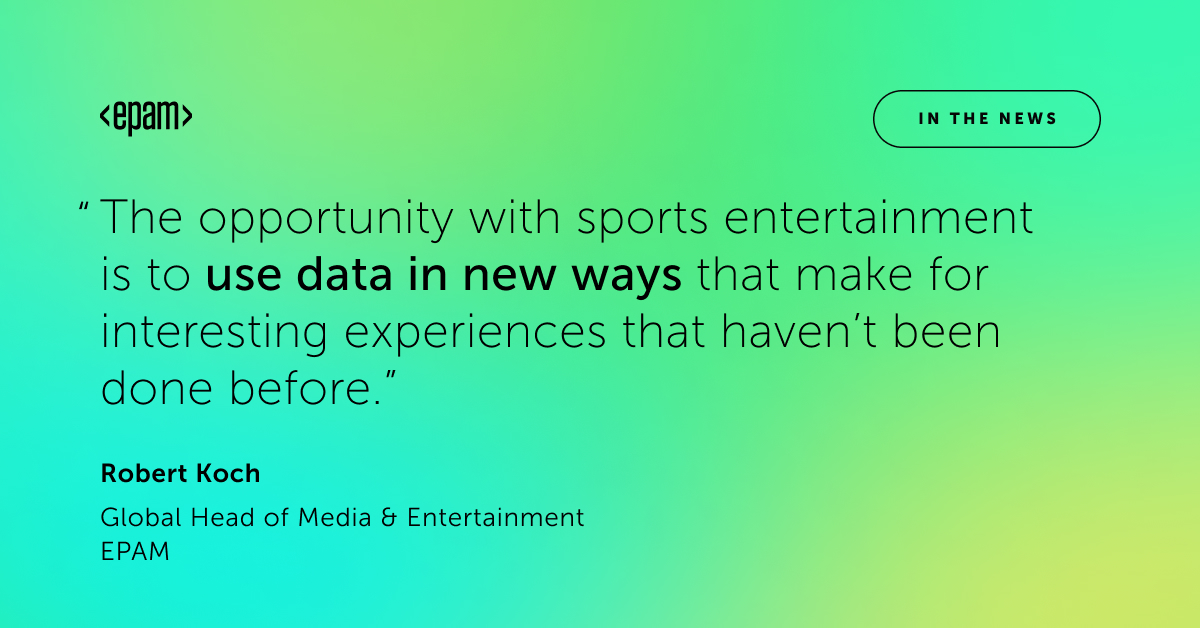 <epam>
IN THE NEWS
“The opportunity with sports entertainment
is to use data in new ways that make for
interesting experiences that haven’t been
done before.”
Robert Koch
Global Head of Media & Entertainment
EPAM